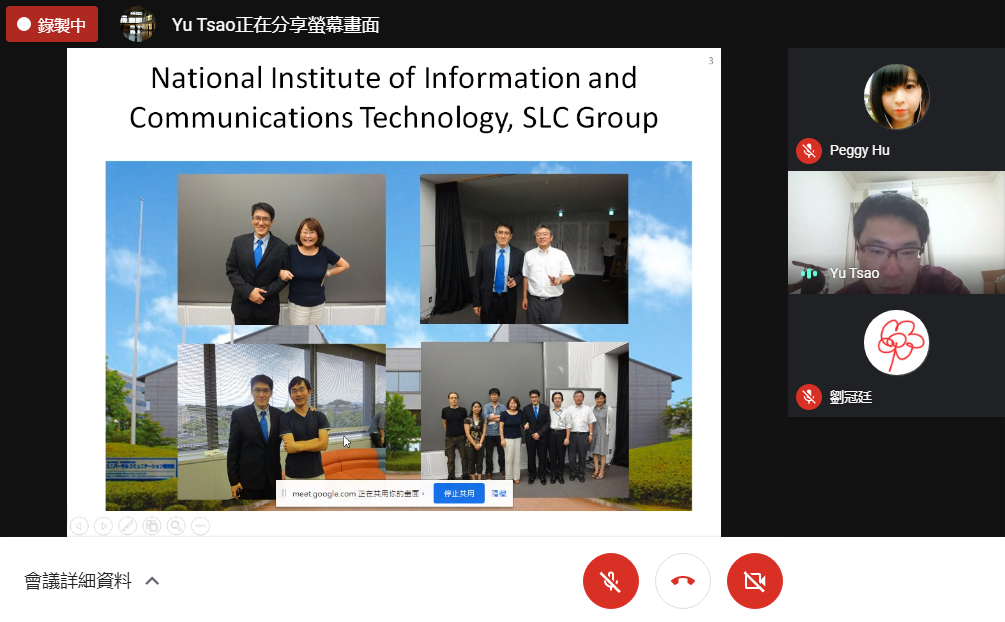 錄製中
Yu Tsao正在分享螢幕畫面
3
National Institute of Information and
Communications Technology, SLC Group
meet.google.com 正在共用你的畫面。
停止共用
隱藏
Peggy Hu
Yu Tsao
劉冠廷
會議詳細資料